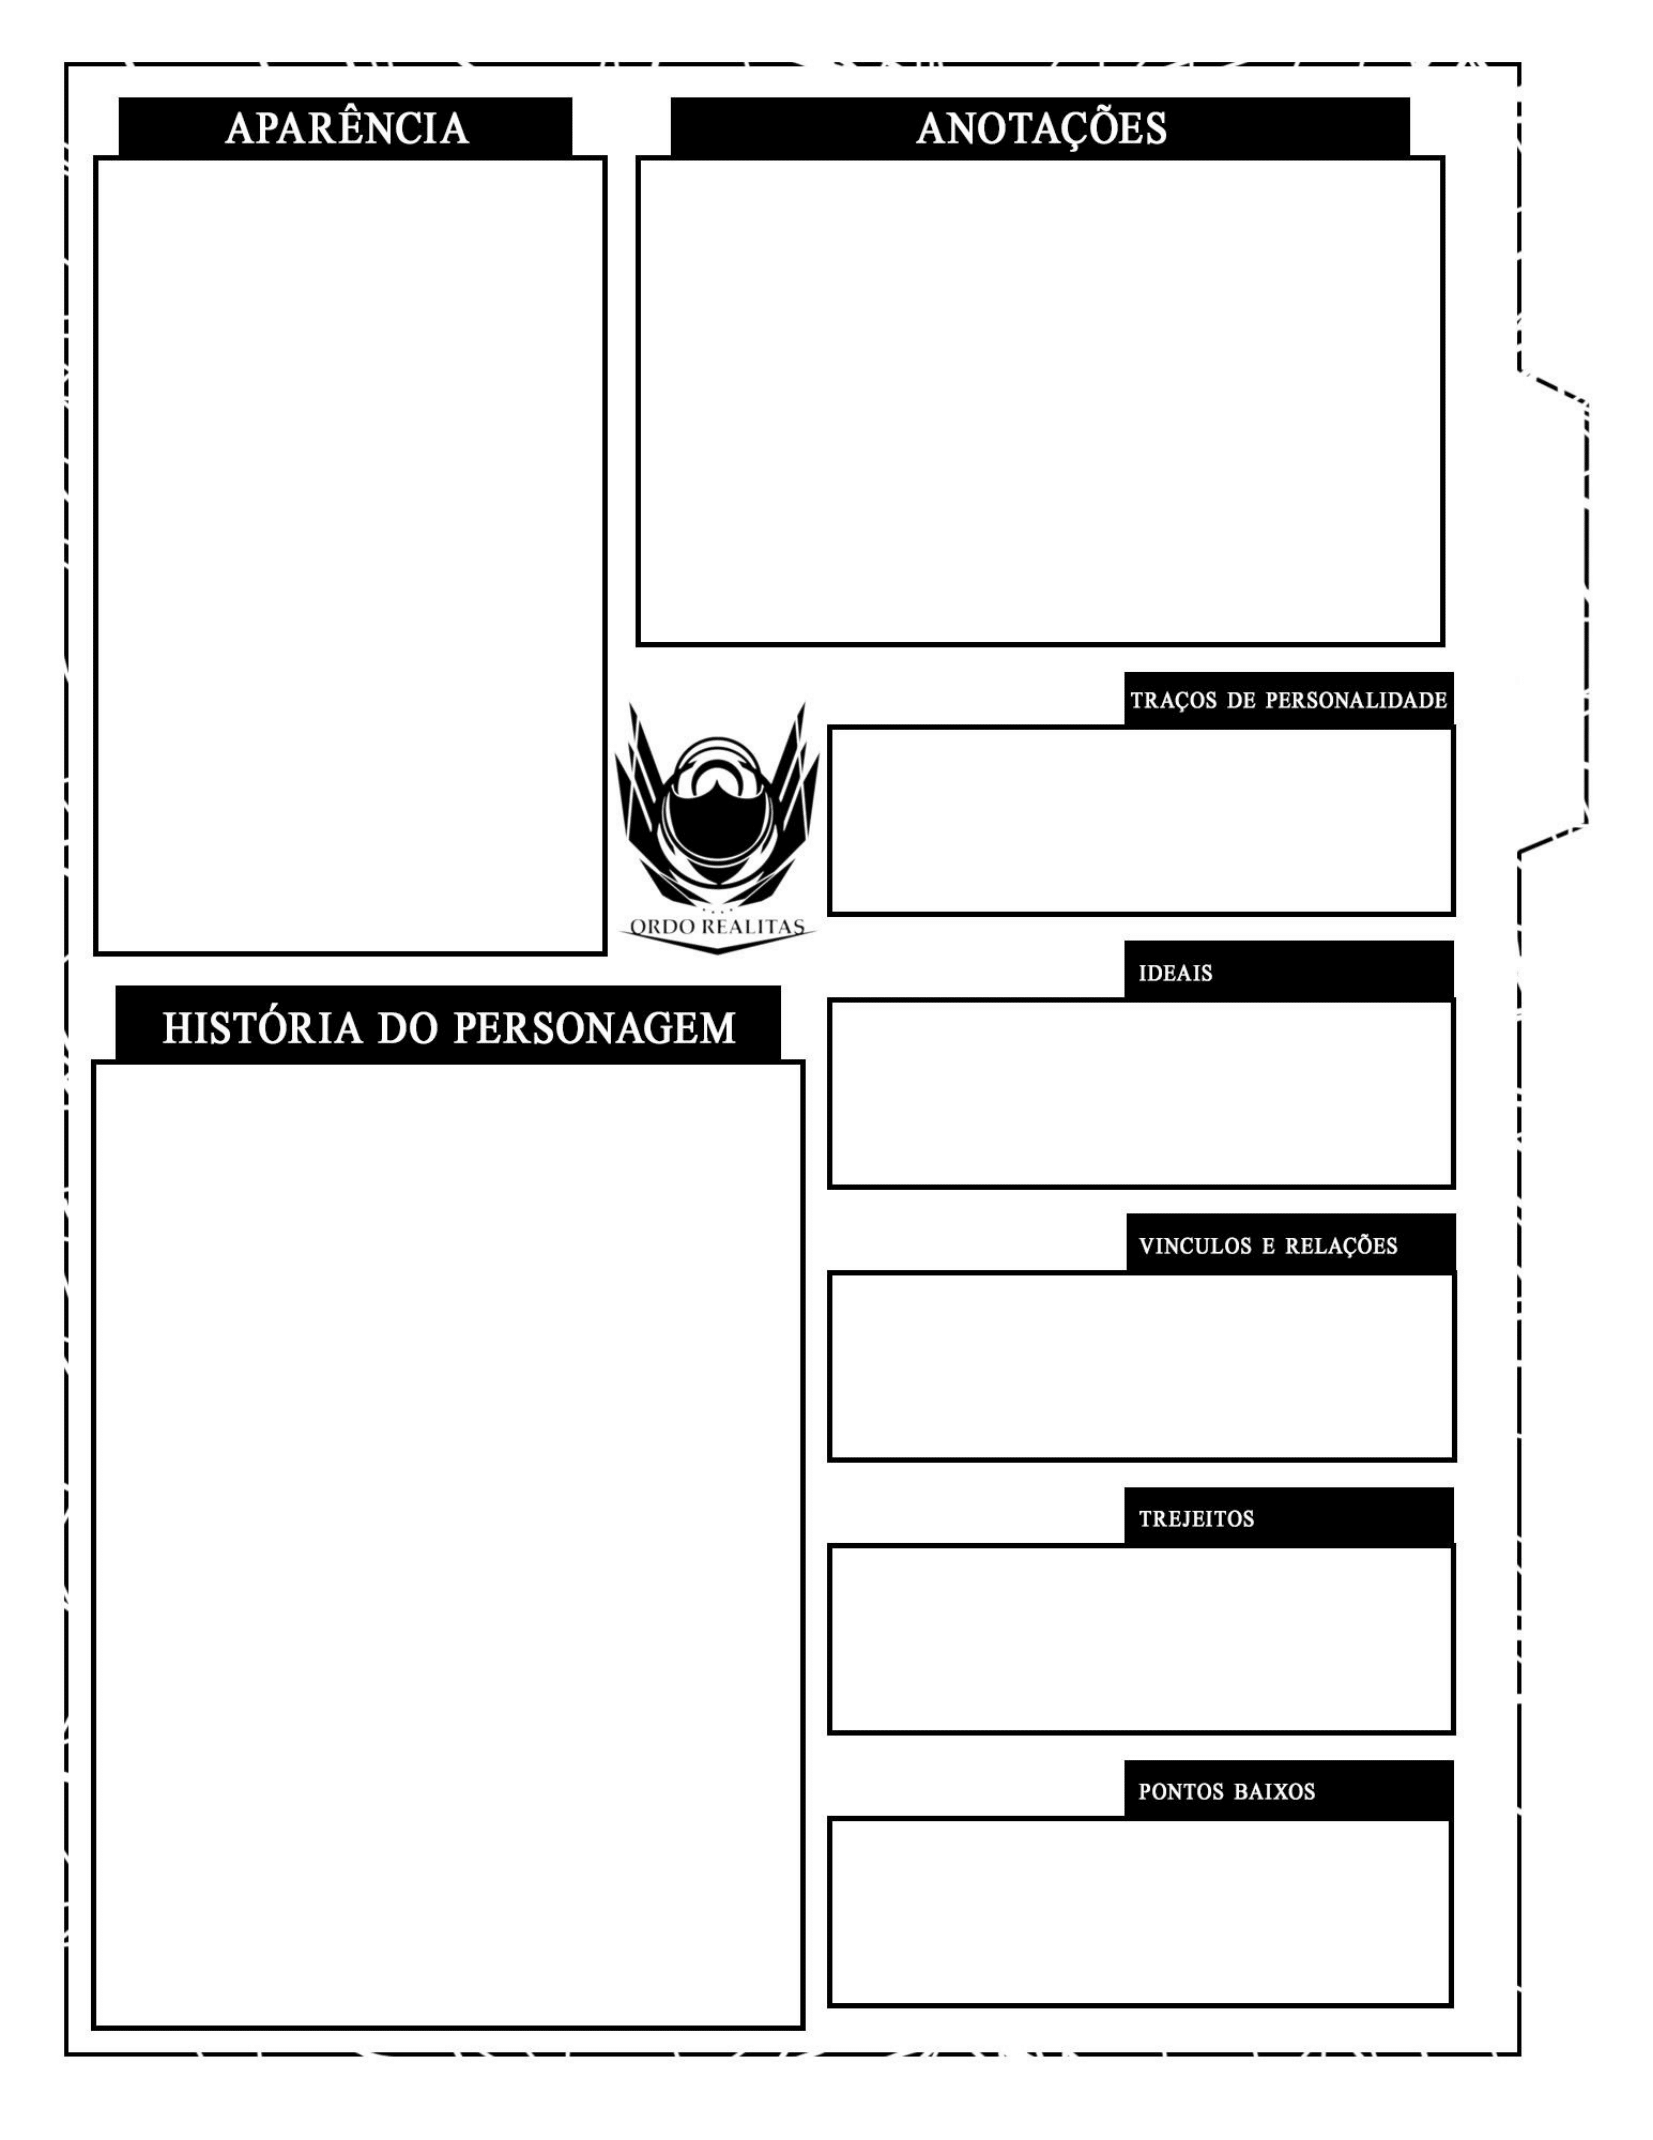 APARÊNCIA
ANOTAÇÕES
TRAÇOS DE PERSONALIDADE
ORDO REALITAS
IDEAIS
HISTÓRIA DO PERSONAGEM
VINCULOS E RELAÇÕES
TREJEITOS
PONTOS BAIXOS